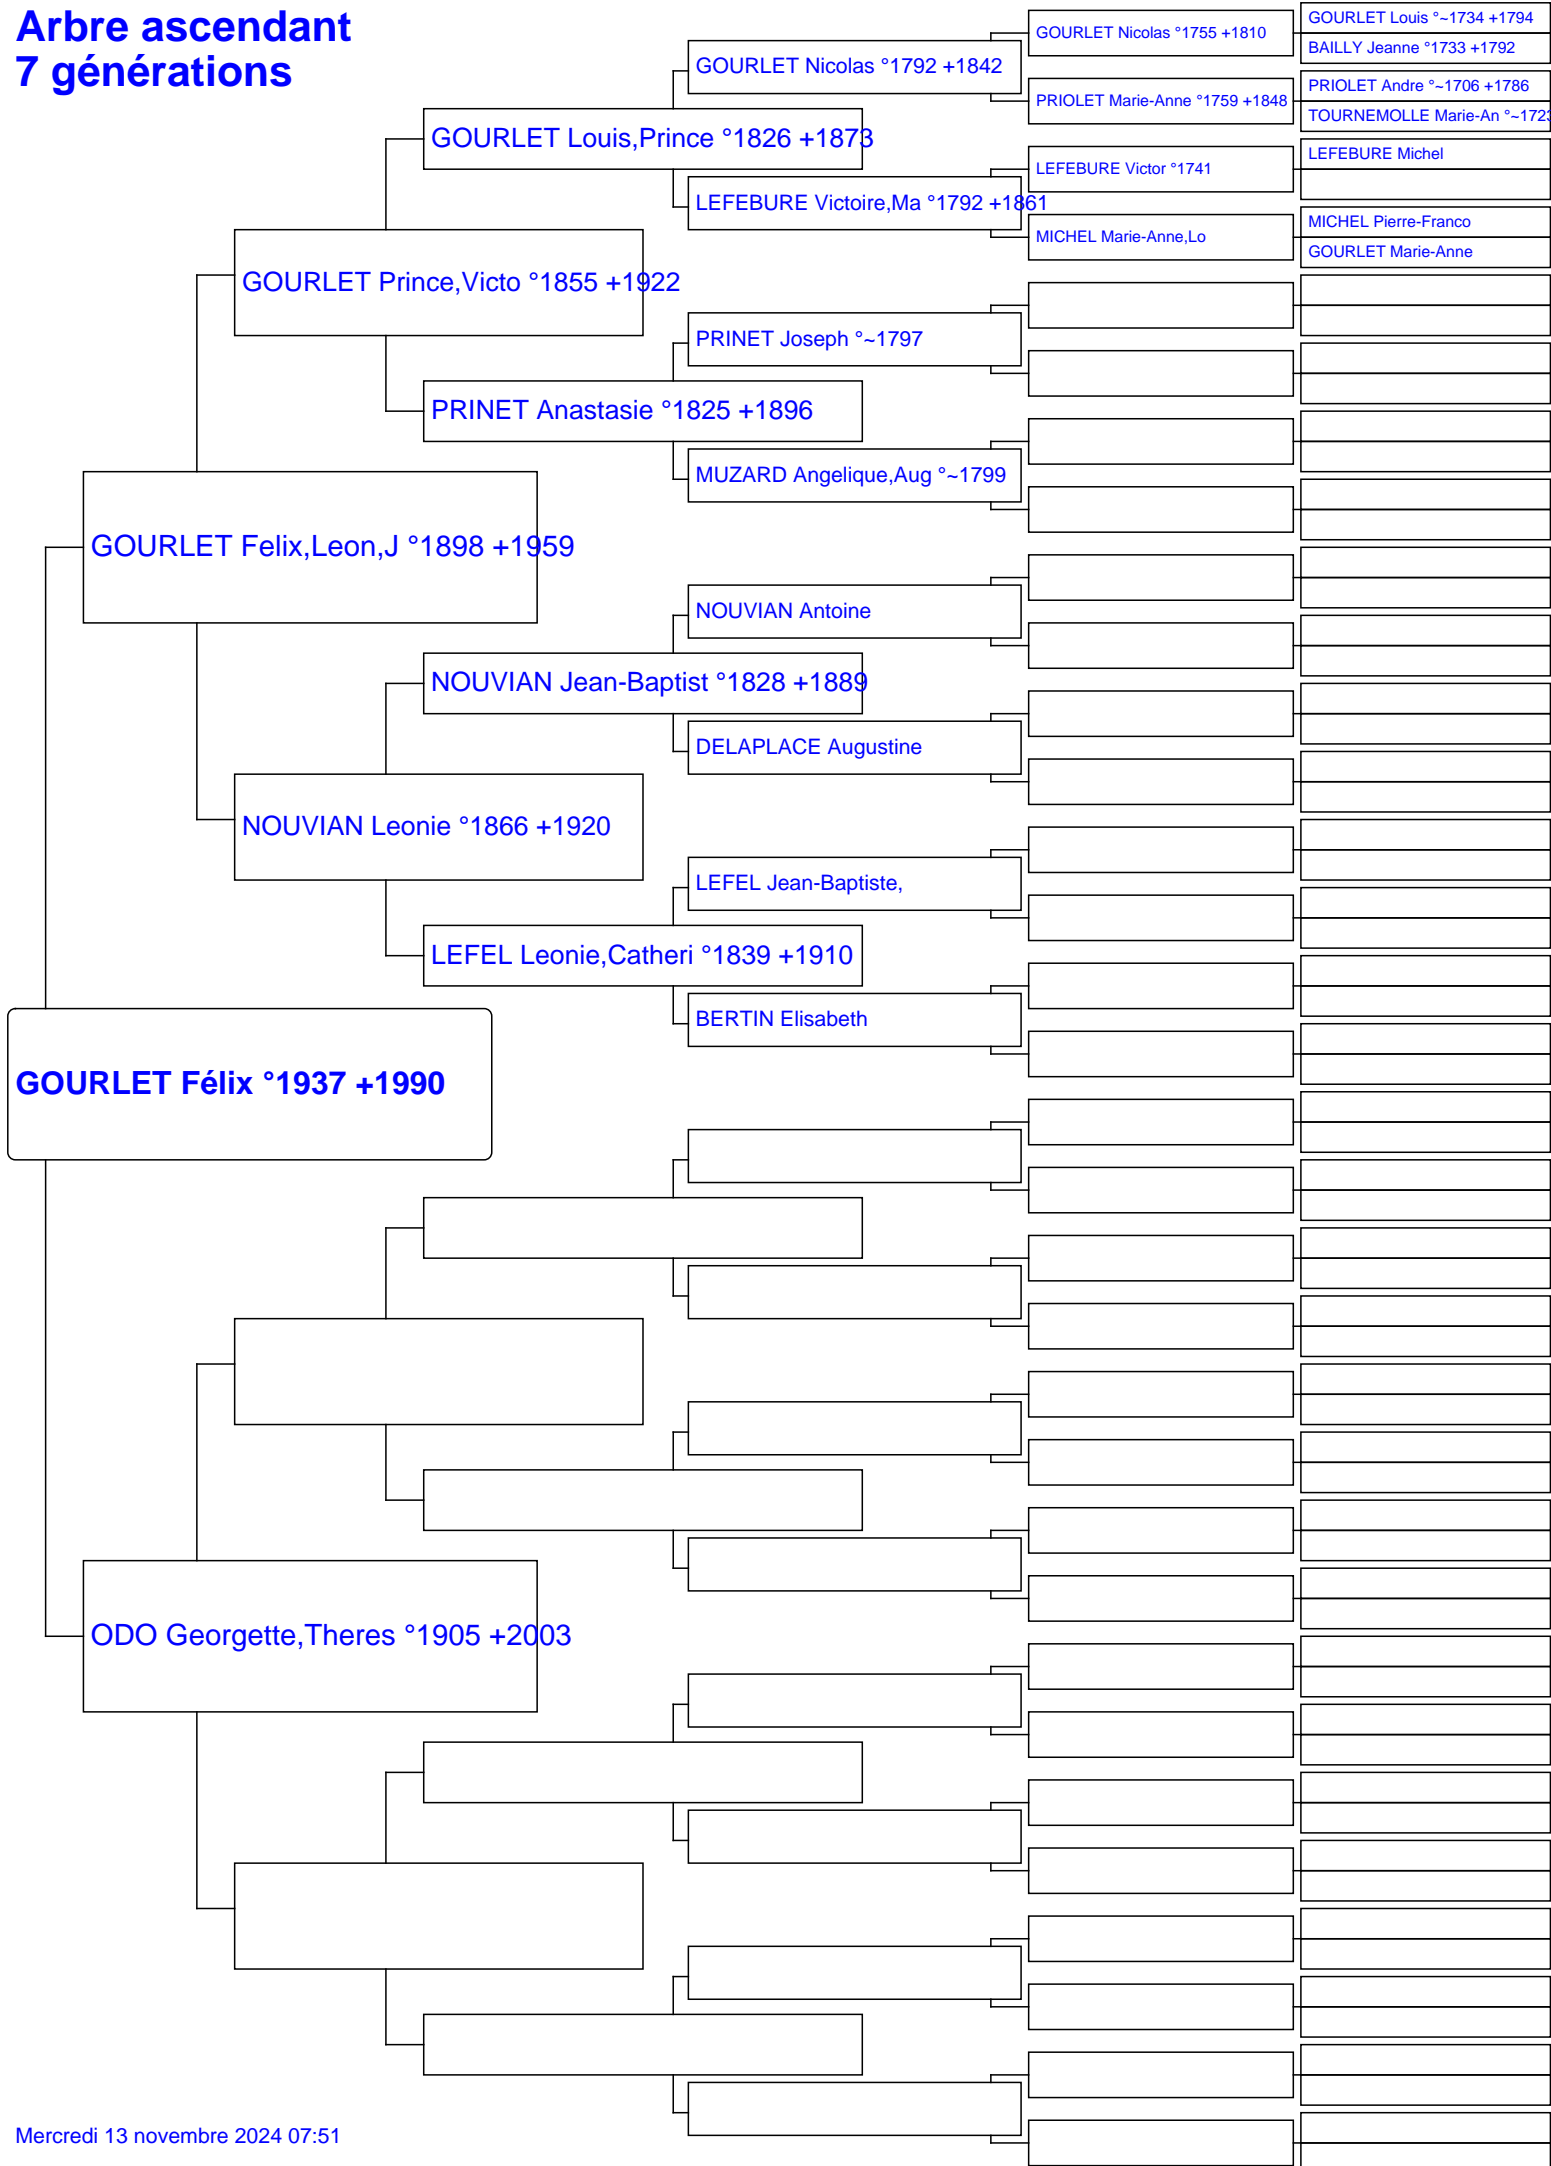 Arbre ascendant
7 générations
GOURLET Louis °~1734 +1794
GOURLET Nicolas °1755 +1810
BAILLY Jeanne °1733 +1792
GOURLET Nicolas °1792 +1842
PRIOLET Andre °~1706 +1786
PRIOLET Marie-Anne °1759 +1848
TOURNEMOLLE Marie-An °~1723
GOURLET Louis,Prince °1826 +1873
LEFEBURE Michel
LEFEBURE Victor °1741
LEFEBURE Victoire,Ma °1792 +1861
MICHEL Pierre-Franco
MICHEL Marie-Anne,Lo
GOURLET Marie-Anne
GOURLET Prince,Victo °1855 +1922
PRINET Joseph °~1797
PRINET Anastasie °1825 +1896
MUZARD Angelique,Aug °~1799
GOURLET Felix,Leon,J °1898 +1959
NOUVIAN Antoine
NOUVIAN Jean-Baptist °1828 +1889
DELAPLACE Augustine
NOUVIAN Leonie °1866 +1920
LEFEL Jean-Baptiste,
LEFEL Leonie,Catheri °1839 +1910
BERTIN Elisabeth
GOURLET Félix °1937 +1990
ODO Georgette,Theres °1905 +2003
Mercredi 13 novembre 2024 07:51